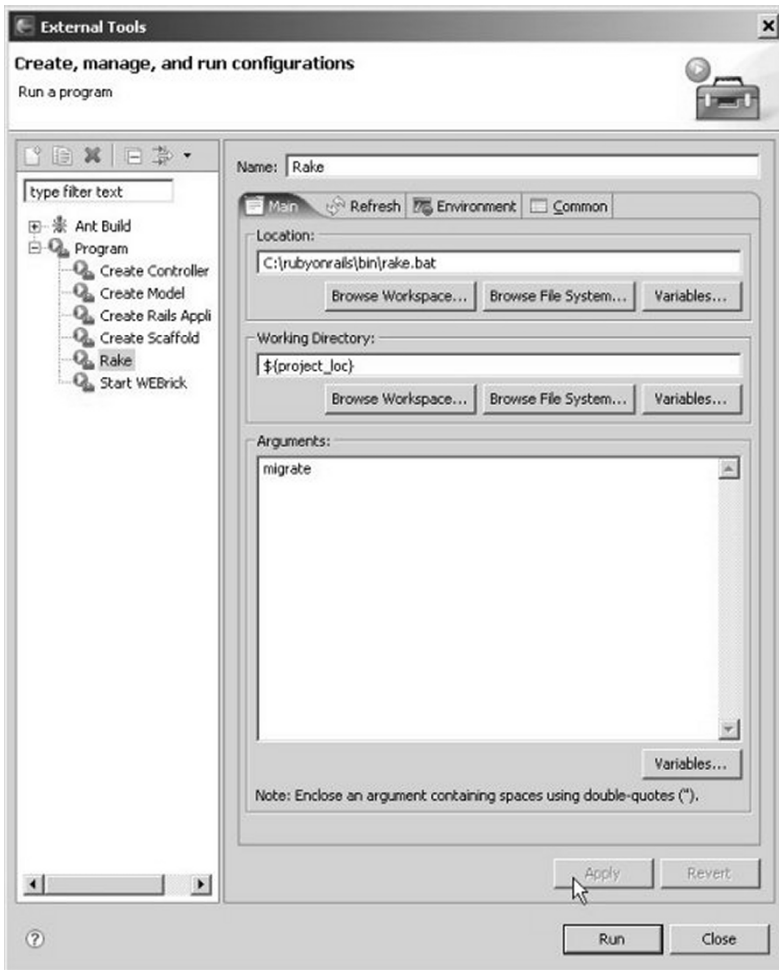 External Tools
Create, manage, and run configurations
Run a program
type filter text
Ant Build
Program
Create Controller
Create Model
Create Rails Appli
Create Scaffold
Rake
Start WEBrick
Name: Rake
Main Refresh Environment Common
Location:
C:\rubyonrails\bin\rake.bat
Browse Workspace... Browse File System... Variables...
Working Directory:
${project_loc}
Browse Workspace... Browse File System... Variables...
Arguments:
migrate
Variables...
Note: Enclose an argument containing spaces using double-quotes (").
Apply Revert
Run Close